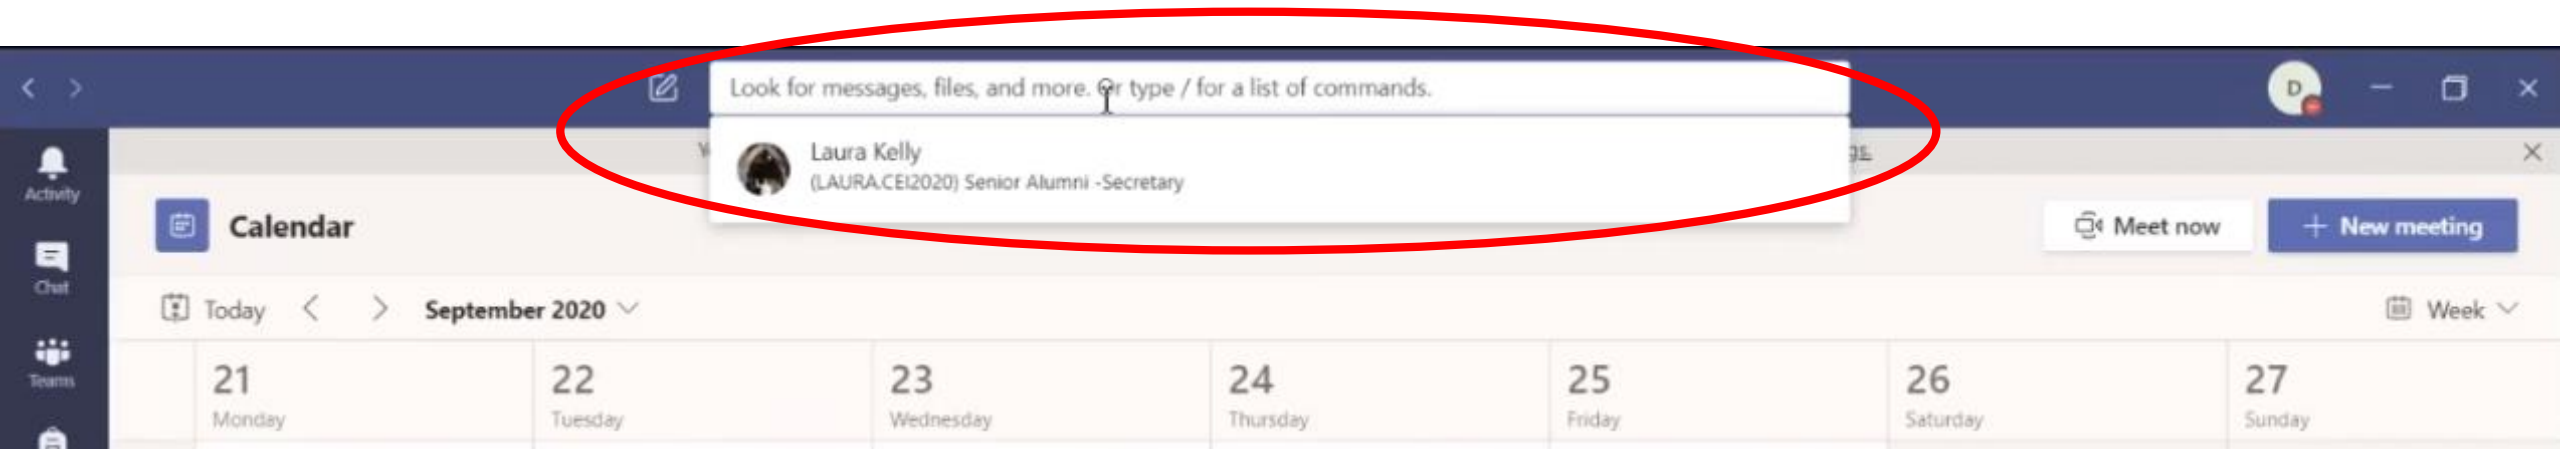 Look for messages, files, and more. Or type / for a list of commands.
D
Laura Kelly
(LAURA.CEI2020) Senior Alumni -Secretary
gs.
Activity
Calendar
Meet now
+ New meeting
Chat
Today
September 2020
Week
Teams
21
22
23
24
25
26
27
Monday
Tuesday
Wednesday
Thursday
Friday
Saturday
Sunday